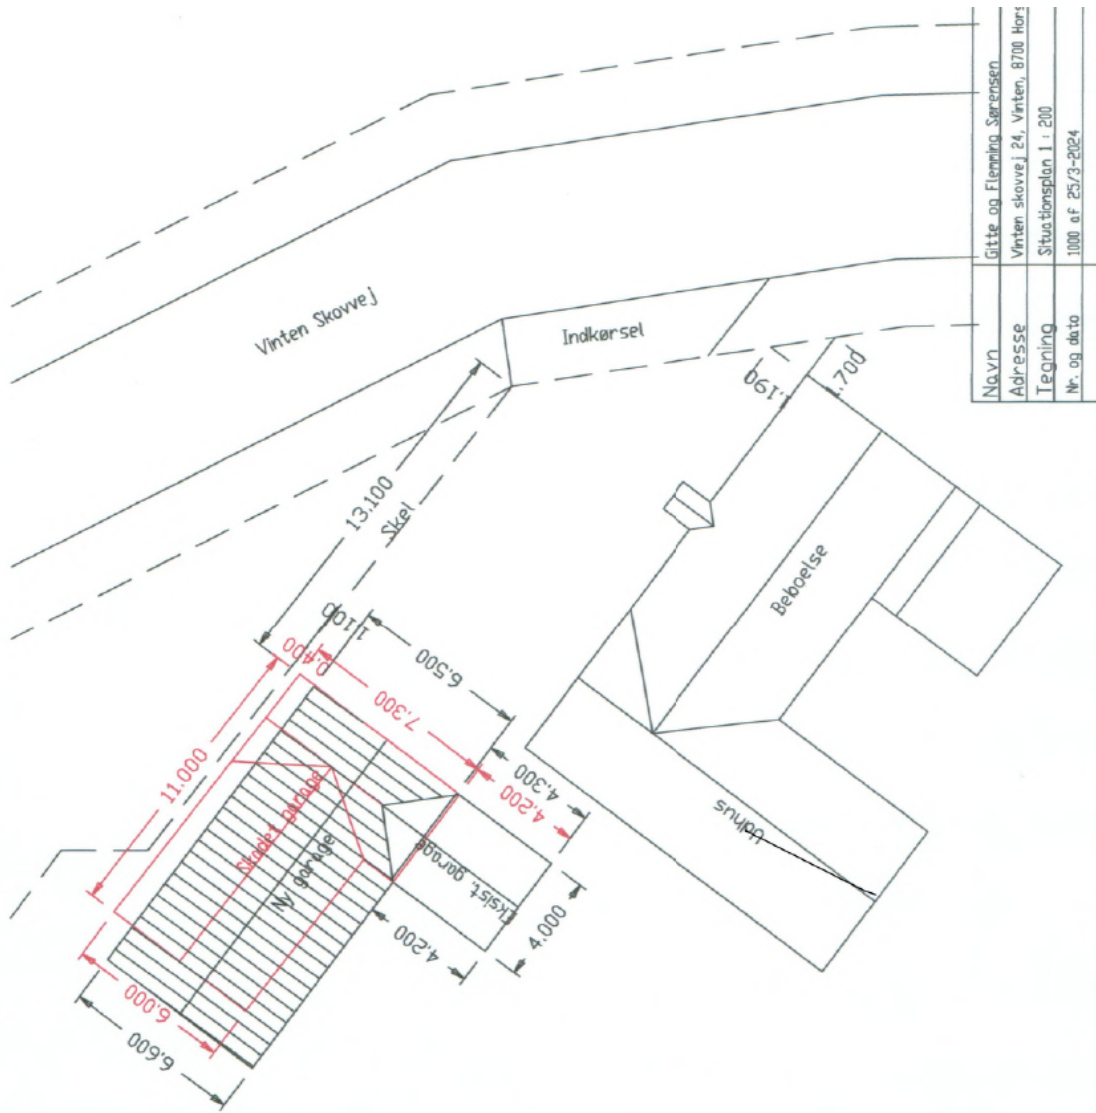 Navn Gitte og Flemming Sørensen
Adresse Vinten skovvej 24, Vinten, 8700 Hors
Tegning Situationsplan 1 : 200
Nr. og dato 1000 af 25/3-2024
Vinten Skovvej
Indkørsel
1.190
1.700
13.100
Skel
1.100
0.400
6.500
7.300
11.000
Beboelse
4.300
4.200
Skadet garage
Ny garage
Eksist. garage
Udhus
4.200
4.000
6.000
6.600